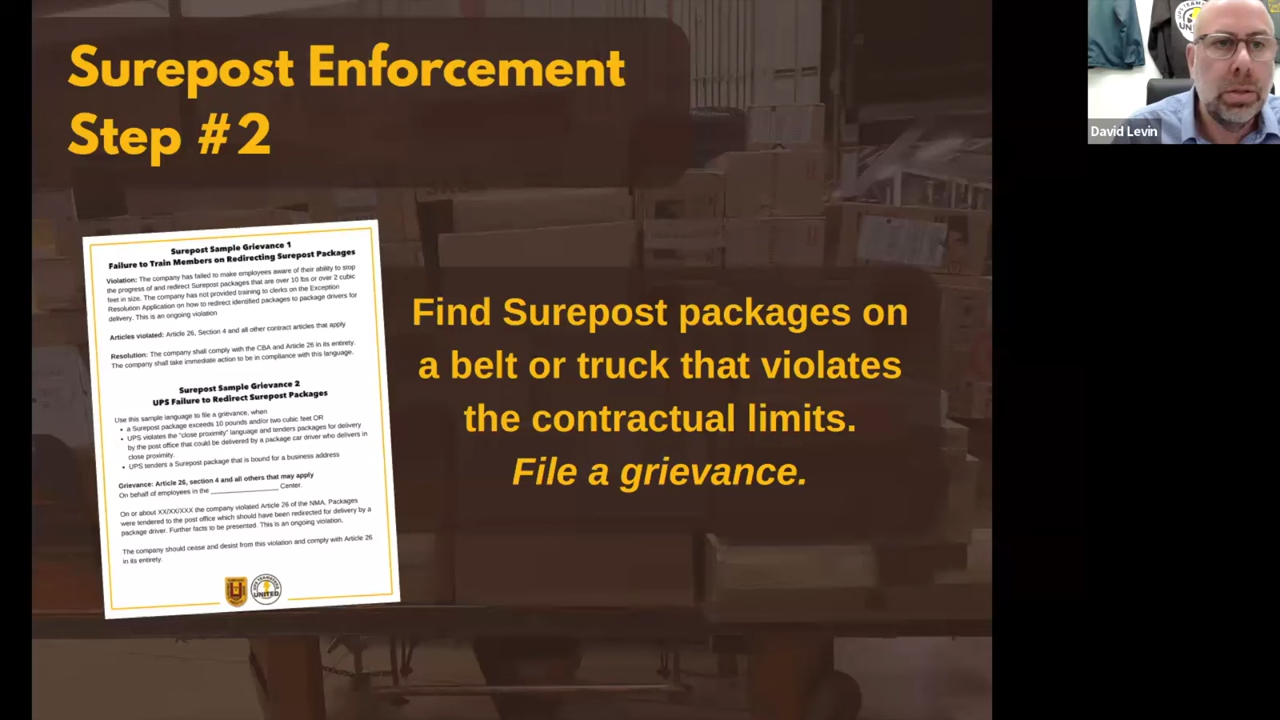 Surepost Enforcement
Step #2
Surepost Sample Grievance 1
Failure to Train Members on Redirecting Surepost Packages
Violation: The company has failed to make employees aware of their ability to stop
the progress of and redirect Surepost packages that are over 10 lbs or over 2 cubic
feet in size. The company has not provided training to clerks on the Exception
Resolution Application on how to redirect identified packages to package drivers for
delivery. This is an ongoing violation
Articles violated: Article 26, Section 4 and all other contract articles that apply
Resolution: The company shall comply with the CBA and Article 26 in its entirety.
The company shall take immediate action to be in compliance with this language.
Surepost Sample Grievance 2
UPS Failure to Redirect Surepost Packages
Use this sample language to file a grievance, when
• a Surepost package exceeds 10 pounds and/or two cubic feet OR
• UPS violates the "close proximity" language and tenders packages for delivery
by the post office that could be delivered by a package car driver who delivers in
close proximity.
• UPS tenders a Surepost package that is bound for a business address
Grievance: Article 26, section 4 and all others that may apply
On behalf of employees in the ____________________ Center.
On or about XX/XX/XXX the company violated Article 26 of the NMA. Packages
were tendered to the post office which should have been redirected for delivery by a
package driver. Further facts to be presented. This is an ongoing violation.
The company should cease and desist from this violation and comply with Article 26
in its entirety.
UNITED
Find Surepost packages on
a belt or truck that violates
the contractual limits.
File a grievance.
David Levin